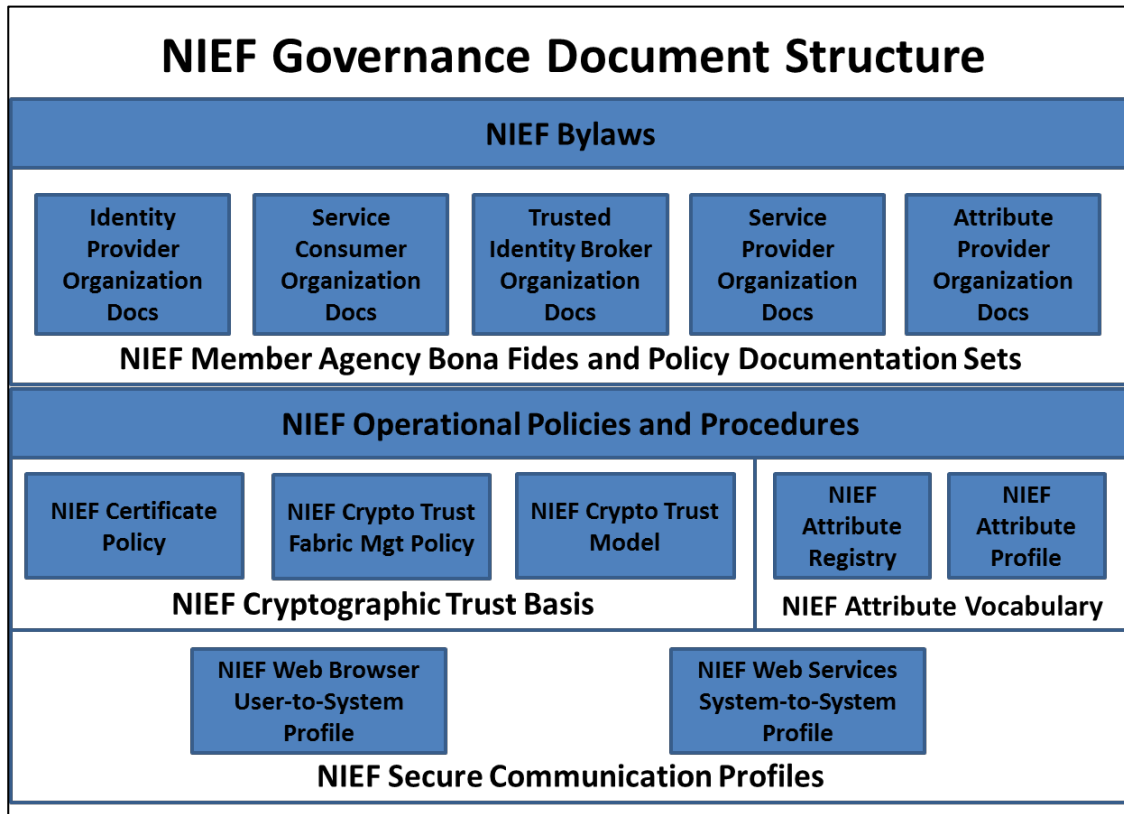 NIEF Governance Document Structure
NIEF Bylaws
Identity
Provider
Organization
Docs
Service
Consumer
Organization
Docs
Trusted
Identity Broker
Organization
Docs
Service
Provider
Organization
Docs
Attribute
Provider
Organization
Docs
NIEF Member Agency Bona Fides and Policy Documentation Sets
NIEF Operational Policies and Procedures
NIEF Certificate
Policy
NIEF Crypto Trust
Fabric Mgt Policy
NIEF Crypto Trust
Model
NIEF Cryptographic Trust Basis
NIEF
Attribute
Registry
NIEF
Attribute
Profile
NIEF Attribute Vocabulary
NIEF Web Browser
User-to-System
Profile
NIEF Web Services
System-to-System
Profile
NIEF Secure Communication Profiles